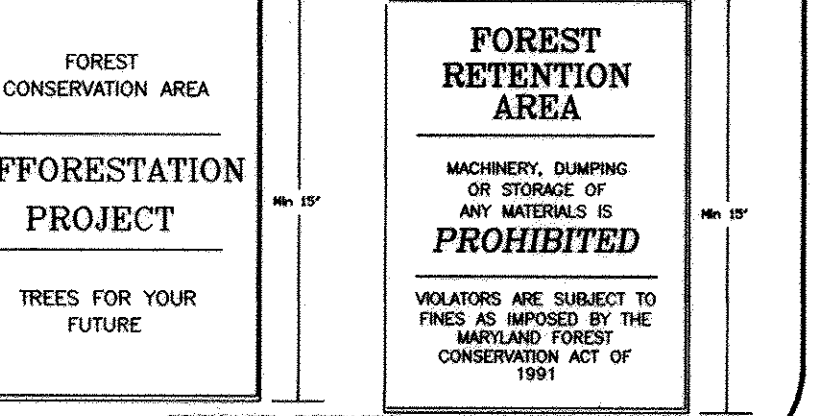 FOREST
CONSERVATION AREA
FFORESTATION
PROJECT
TREES FOR YOUR
FUTURE
Min 15'
FOREST
RETENTION
AREA
MACHINERY, DUMPING
OR STORAGE OF
ANY MATERIALS IS
PROHIBITED
VIOLATORS ARE SUBJECT TO
FINES AS IMPOSED BY THE
MARYLAND FOREST
CONSERVATION ACT OF
1991
Min 15'